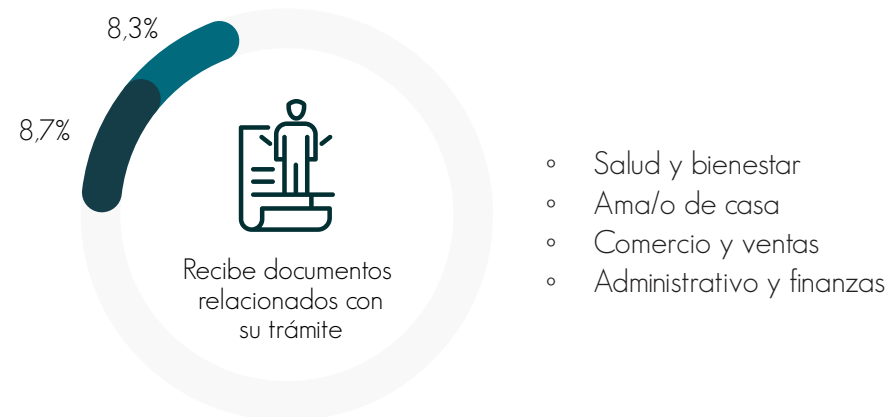 8,3%
8,7%
Recibe documentos
relacionados con
su trámite
◦ Salud y bienestar
◦ Ama/o de casa
◦ Comercio y ventas
◦ Administrativo y finanzas